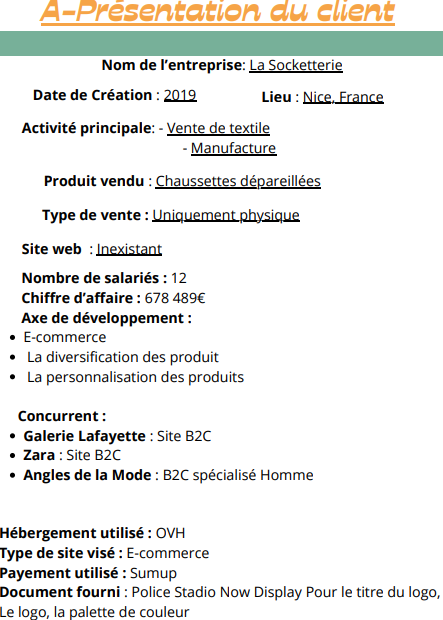 A-Présentation du client
Nom de l’entreprise: La Socketterie
Date de Création : 2019 Lieu : Nice, France
Activité principale: - Vente de textile
- Manufacture
Produit vendu : Chaussettes dépareillées
Type de vente : Uniquement physique
Site web : Inexistant
Nombre de salariés : 12
Chiffre d’affaire : 678 489€
Axe de développement :
• E-commerce
• La diversification des produit
• La personnalisation des produits
Concurrent :
• Galerie Lafayette : Site B2C
• Zara : Site B2C
• Angles de la Mode : B2C spécialisé Homme
Hébergement utilisé : OVH
Type de site visé : E-commerce
Payement utilisé : Sumup
Document fourni : Police Stadio Now Display Pour le titre du logo,
Le logo, la palette de couleur